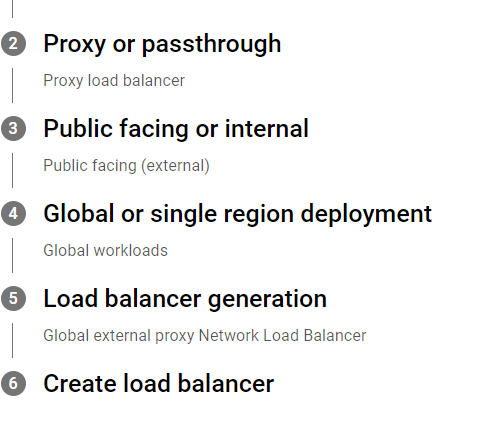 2 Proxy or passthrough
Proxy load balancer
3 Public facing or internal
Public facing (external)
4 Global or single region deployment
Global workloads
5 Load balancer generation
Global external proxy Network Load Balancer
6 Create load balancer